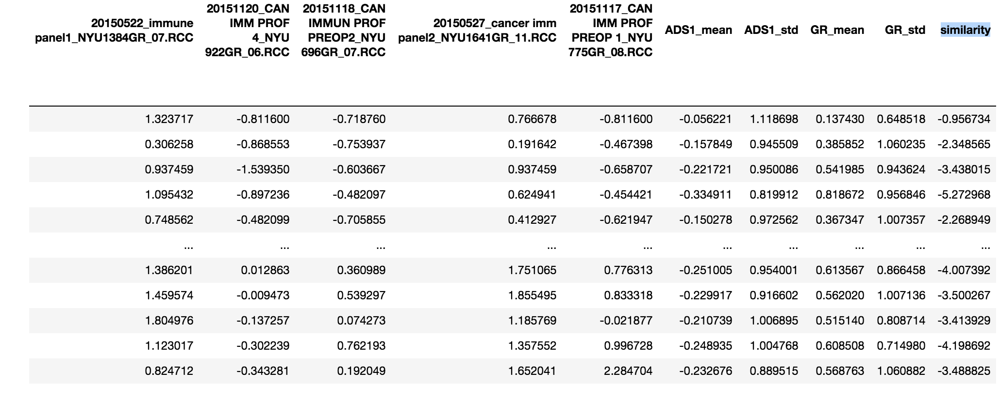 20151120_CAN 20151118_CAN 20151117_CAN
20150522_immune IMM PROF IMMUN PROF 20150527_cancer imm IMM PROF ADS1_mean ADS1_std GR_mean GR_std similarity
panel1_NYU1384GR_07.RCC 4_NYU PREOP2_NYU panel2_NYU1641GR_11.RCC PREOP 1_NYU
922GR_06.RCC 696GR_07.RCC 775GR_08.RCC
1.323717 -0.811600 -0.718760 0.766678 -0.811600 -0.056221 1.118698 0.137430 0.648518 -0.956734
0.306258 -0.868553 -0.753937 0.191642 -0.467398 -0.157849 0.945509 0.385852 1.060235 -2.348565
0.937459 -1.539350 -0.603667 0.937459 -0.658707 -0.221721 0.950086 0.541985 0.943624 -3.438015
1.095432 -0.897236 -0.482097 0.624941 -0.454421 -0.334911 0.819912 0.818672 0.956846 -5.272968
0.748562 -0.482099 -0.705855 0.412927 -0.621947 -0.150278 0.972562 0.367347 1.007357 -2.268949
... ... ... ... ... ... ... ... ... ...
1.386201 0.012863 0.360989 1.751065 0.776313 -0.251005 0.954001 0.613567 0.866458 -4.007392
1.459574 -0.009473 0.539297 1.855495 0.833318 -0.229917 0.916602 0.562020 1.007136 -3.500267
1.804976 -0.137257 0.074273 1.185769 -0.021877 -0.210739 1.006895 0.515140 0.808714 -3.413929
1.123017 -0.302239 0.762193 1.357552 0.996728 -0.248935 1.004768 0.608508 0.714980 -4.198692
0.824712 -0.343281 0.192049 1.652041 2.284704 -0.232676 0.889515 0.568763 1.060882 -3.488825